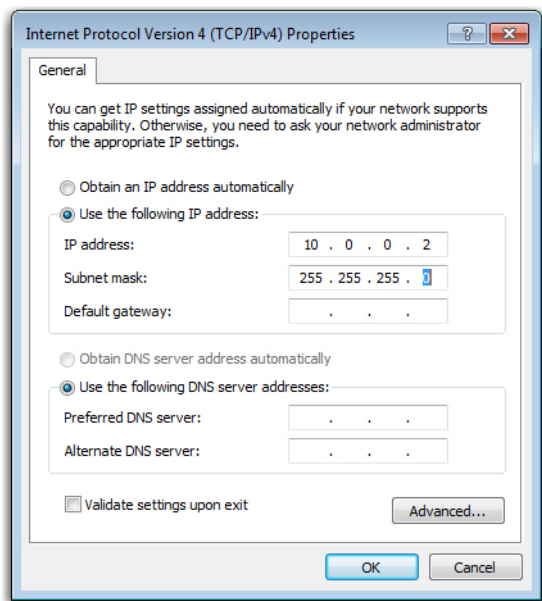 Internet Protocol Version 4 (TCP/IPv4) Properties
?
General
You can get IP settings assigned automatically if your network supports
this capability. Otherwise, you need to ask your network administrator
for the appropriate IP settings.
Obtain an IP address automatically
Use the following IP address:
IP address: 10 . 0 . 0 . 2
Subnet mask: 255 . 255 . 255 . 0
Default gateway: . . .
Obtain DNS server address automatically
Use the following DNS server addresses:
Preferred DNS server: . . .
Alternate DNS server: . . .
Validate settings upon exit
Advanced...
OK Cancel